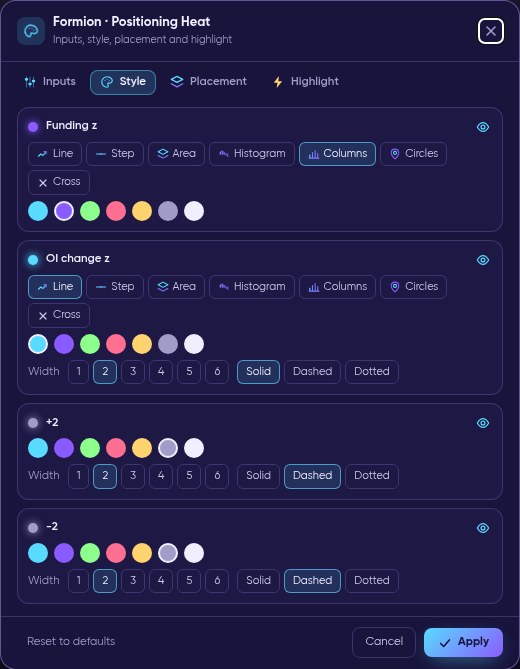 Formion · Positioning Heat
Inputs, style, placement and highlight
Inputs Style Placement Highlight
Funding z
Line Step Area Histogram Columns Circles
Cross
OI change z
Line Step Area Histogram Columns Circles
Cross
Width 1 2 3 4 5 6 Solid Dashed Dotted
+2
Width 1 2 3 4 5 6 Solid Dashed Dotted
-2
Width 1 2 3 4 5 6 Solid Dashed Dotted
Reset to defaults Cancel Apply